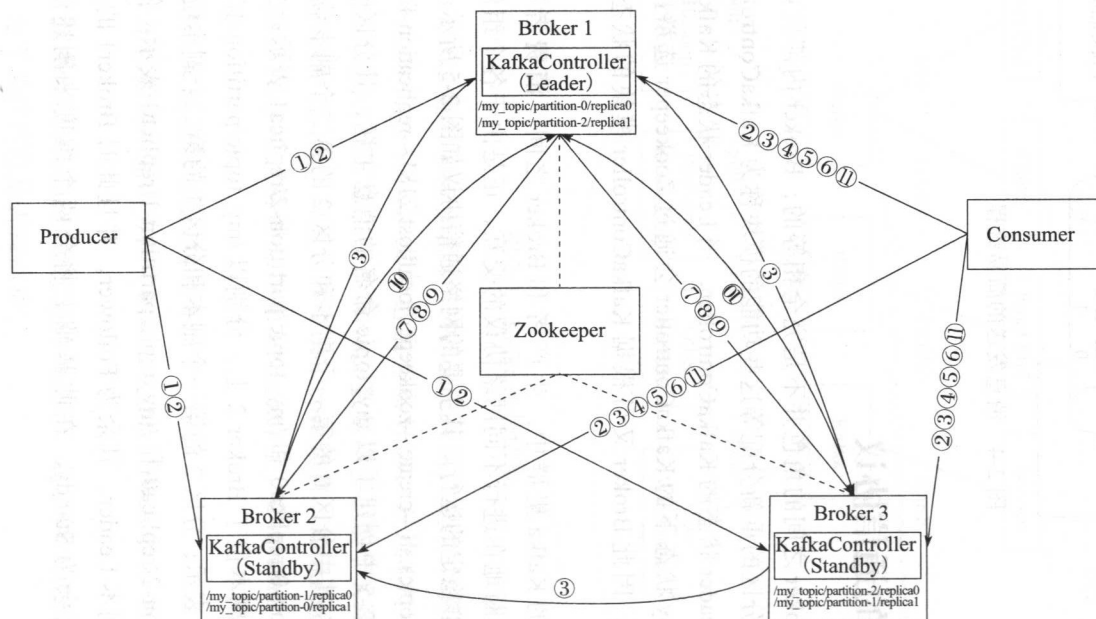 Broker 1
KafkaController
(Leader)
/my_topic/partition-0/replica0
/my_topic/partition-2/replica1
①②
②③④⑤⑥⑪
Producer
Consumer
③
③
⑩
⑩
⑦⑧⑨
⑦⑧⑨
Zookeeper
①②
①②
②③④⑤⑥⑪
②③④⑤⑥⑪
Broker 2
KafkaController
(Standby)
/my_topic/partition-1/replica0
/my_topic/partition-0/replica1
③
Broker 3
KafkaController
(Standby)
/my_topic/partition-2/replica0
/my_topic/partition-1/replica1